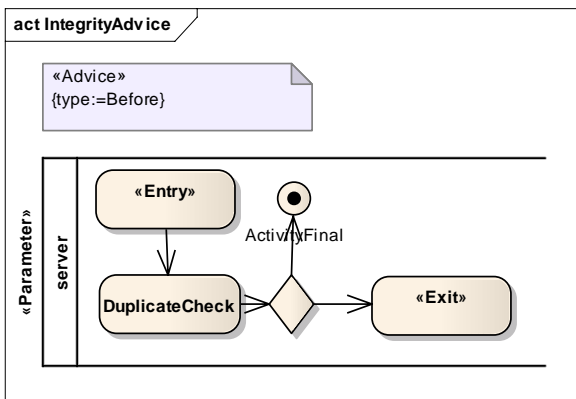 act IntegrityAdvice
«Advice»
{type:=Before}
«Parameter»
server
«Entry»
ActivityFinal
DuplicateCheck
«Exit»